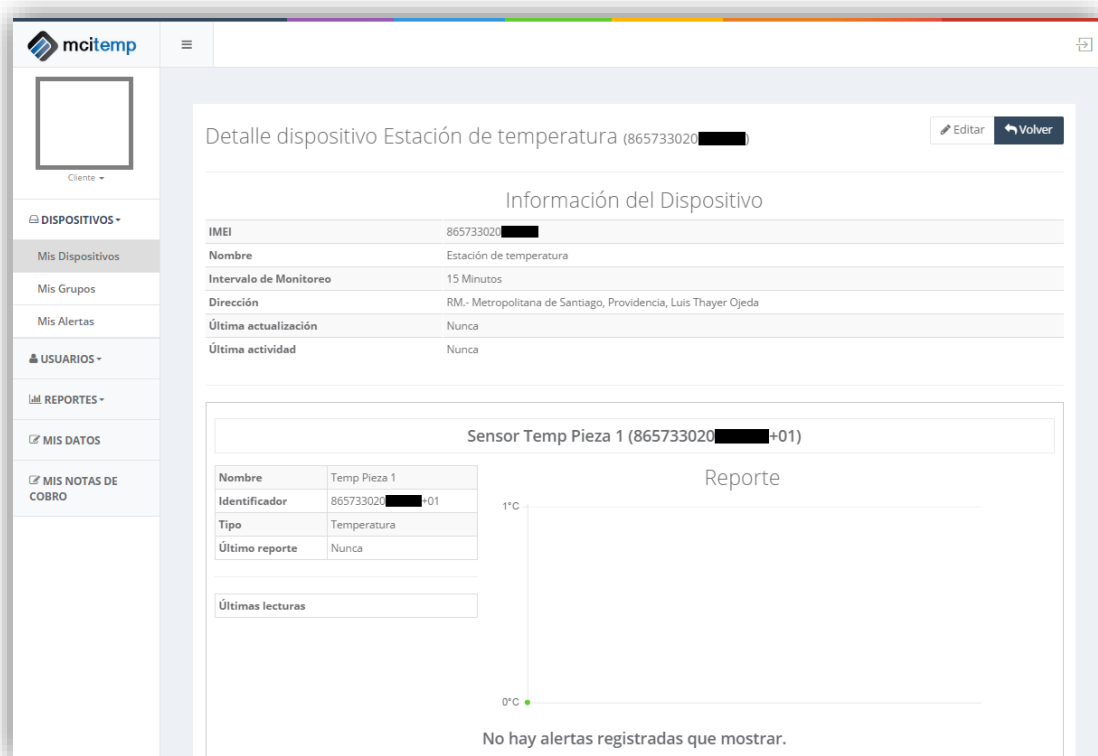 mcitemp
Cliente
DISPOSITIVOS
Mis Dispositivos
Mis Grupos
Mis Alertas
USUARIOS
REPORTES
MIS DATOS
MIS NOTAS DE
COBRO
Detalle dispositivo Estación de temperatura (865733020)
Editar
Volver
Información del Dispositivo
IMEI 865733020
Nombre Estación de temperatura
Intervalo de Monitoreo 15 Minutos
Dirección RM.- Metropolitana de Santiago, Providencia, Luis Thayer Ojeda
Última actualización Nunca
Última actividad Nunca
Sensor Temp Pieza 1 (865733020 +01)
Nombre Temp Pieza 1
Identificador 865733020 +01
Tipo Temperatura
Último reporte Nunca
Últimas lecturas
Reporte
1°C
0°C
No hay alertas registradas que mostrar.